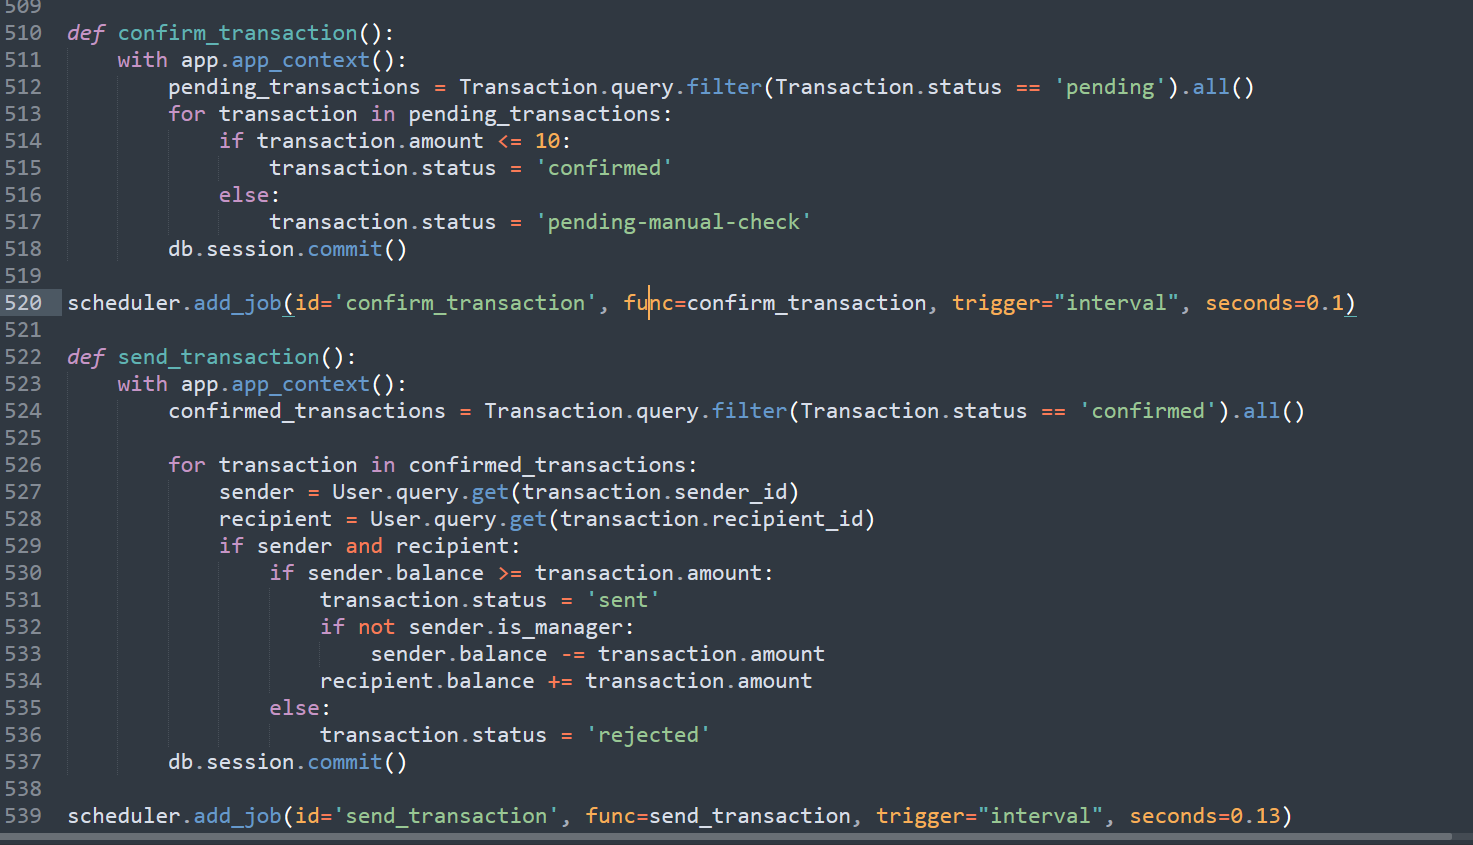 509
510 def confirm_transaction():
511     with app.app_context():
512         pending_transactions = Transaction.query.filter(Transaction.status == 'pending').all()
513         for transaction in pending_transactions:
514             if transaction.amount <= 10:
515                 transaction.status = 'confirmed'
516             else:
517                 transaction.status = 'pending-manual-check'
518         db.session.commit()
519
520 scheduler.add_job(id='confirm_transaction', func=confirm_transaction, trigger="interval", seconds=0.1)
521
522 def send_transaction():
523     with app.app_context():
524         confirmed_transactions = Transaction.query.filter(Transaction.status == 'confirmed').all()
525
526         for transaction in confirmed_transactions:
527             sender = User.query.get(transaction.sender_id)
528             recipient = User.query.get(transaction.recipient_id)
529             if sender and recipient:
530                 if sender.balance >= transaction.amount:
531                     transaction.status = 'sent'
532                     if not sender.is_manager:
533                         sender.balance -= transaction.amount
534                     recipient.balance += transaction.amount
535                 else:
536                     transaction.status = 'rejected'
537         db.session.commit()
538
539 scheduler.add_job(id='send_transaction', func=send_transaction, trigger="interval", seconds=0.13)